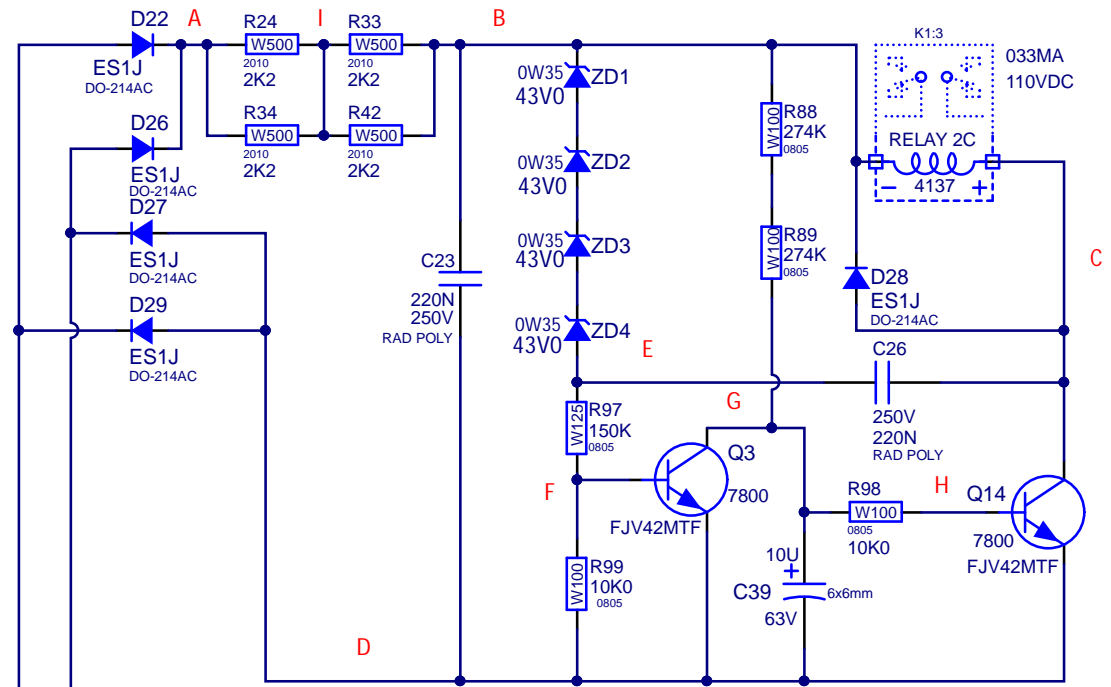 D22
A
R24
I
R33
B
K1:3
W500
W500
033MA
ES1J
2010
2010
110VDC
DO-214AC
2K2
2K2
0W35
ZD1
43V0
R34
R42
R88
D26
W500
W500
W100
274K
RELAY 2C
2010
2010
0805
ES1J
2K2
2K2
0W35
ZD2
- 4137 +
DO-214AC
43V0
D27
R89
0W35
ZD3
W100
274K
ES1J
43V0
0805
C
DO-214AC
C23
D28
220N
ES1J
D29
250V
DO-214AC
RAD POLY
0W35
ZD4
43V0
E
C26
ES1J
DO-214AC
G
R97
250V
W125
150K
220N
0805
RAD POLY
Q3
F
7800
R98
H
Q14
FJV42MTF
W100
7800
0805
10U
10K0
FJV42MTF
R99
+
W100
10K0
C39
6x6mm
0805
63V
D